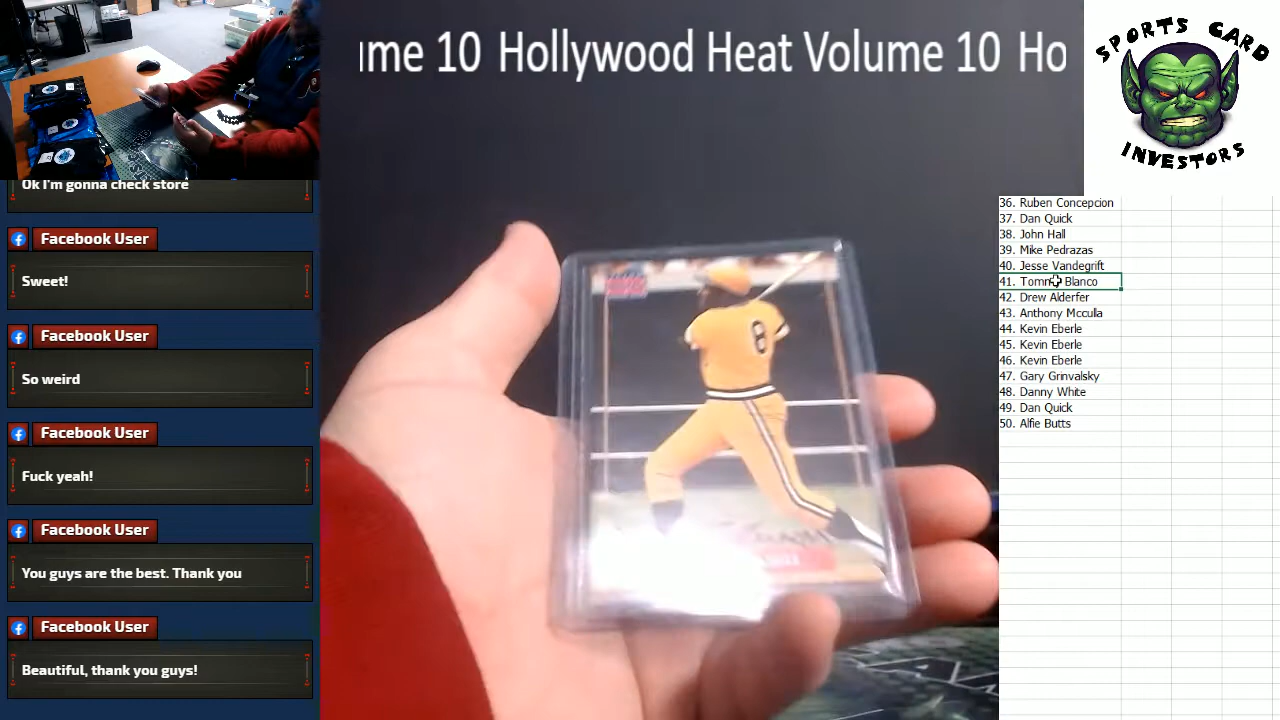 ume 10 Hollywood Heat Volume 10 Ho
SPORTS CARD
INVESTORS
Ok I'm gonna check store
Facebook User
Sweet!
Facebook User
So weird
Facebook User
Fuck yeah!
Facebook User
You guys are the best. Thank you
Facebook User
Beautiful, thank you guys!
8
36. Ruben Concepcion
37. Dan Quick
38. John Hall
39. Mike Pedrazas
40. Jesse Vandegrift
41. Blanco
42. Drew Alderfer
43. Anthony Mcculla
44. Kevin Eberle
45. Kevin Eberle
46. Kevin Eberle
47. Gary Grinvalsky
48. Danny White
49. Dan Quick
50. Alfie Butts